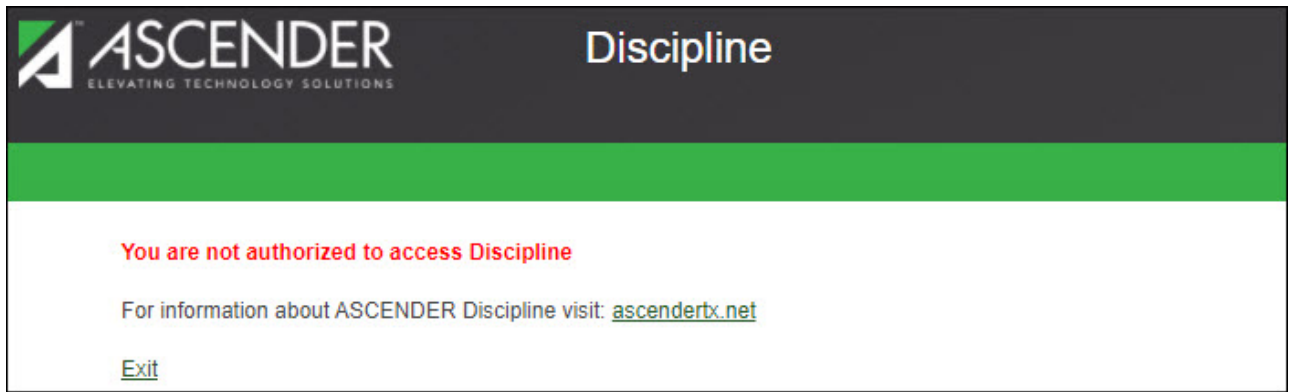 ASCENDER
ELEVATING TECHNOLOGY SOLUTIONS
Discipline
You are not authorized to access Discipline
For information about ASCENDER Discipline visit: ascendertx.net
Exit